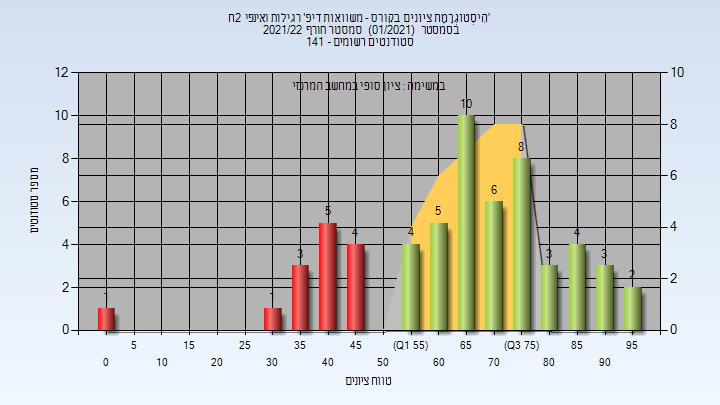 היסטוגרמת ציונים בקורס - משוואות דיפ' רגילות ואינפי 2ח'
בסמסטר (01/2021) סמסטר חורף 2021/22
סטודנטים רשומים - 141
במשימה : ציון סופי במחשב המרכזי
מספר סטודנטים
12 10 8 6 4 2 0
10 8 6 4 2 0
1 1 3 5 4 4 5 10 6 8 3 4 3 2
5 15 25 35 45 (Q1 55) 65 (Q3 75) 85 95
0 10 20 30 40 50 60 70 80 90
טווח ציונים